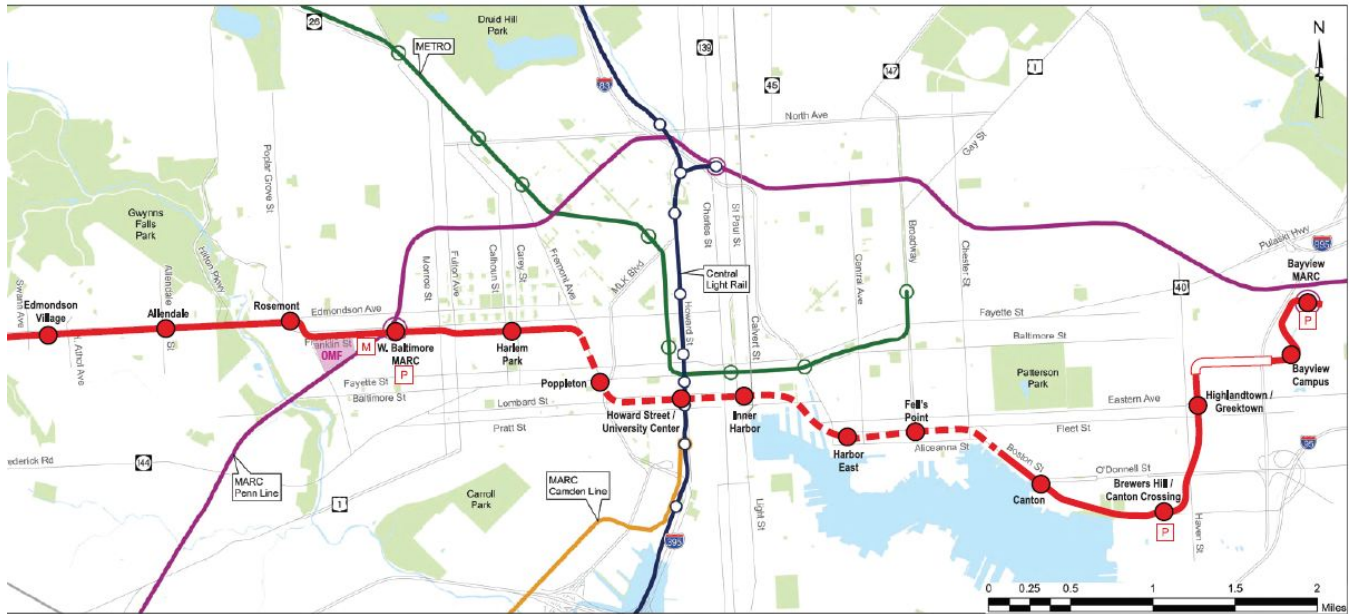 26
Druid Hill
Park
METRO
139
147
1
N
83
45
North Ave
Gay St
Poplar Grove St
Gwynns
Falls
Park
Hilton Pkwy
Monroe St
Fulton Ave
Calhoun St
Carey St
Fremont Ave
MLK Blvd
Charles St
St Paul St
Central
Light Rail
Howard St
Calvert St
Central Ave
Broadway
Chester St
Pulaski Hwy
895
Bayview
MARC
P
40
Swann Ave
Edmondson
Village
Allendale St
Allendale
Rosemont
Edmondson Ave
Franklin St
OMF
M
W. Baltimore
MARC
P
Harlem
Park
Fayette St
Baltimore St
Patterson
Park
Bayview
Campus
Athol Ave
Fayette St
Baltimore St
Lombard St
Pratt St
Poppleton
Howard Street /
University Center
Inner
Harbor
Fell's
Point
Eastern Ave
Highlandtown /
Greektown
Harbor
East
Aliceanna St
Fleet St
Boston St
95
144
MARC
Penn Line
1
Carroll
Park
MARC
Camden Line
395
Light St
Canton
O'Donnell St
Brewers Hill /
Canton Crossing
P
Haven St
0 0.25 0.5 1 1.5 2
Miles